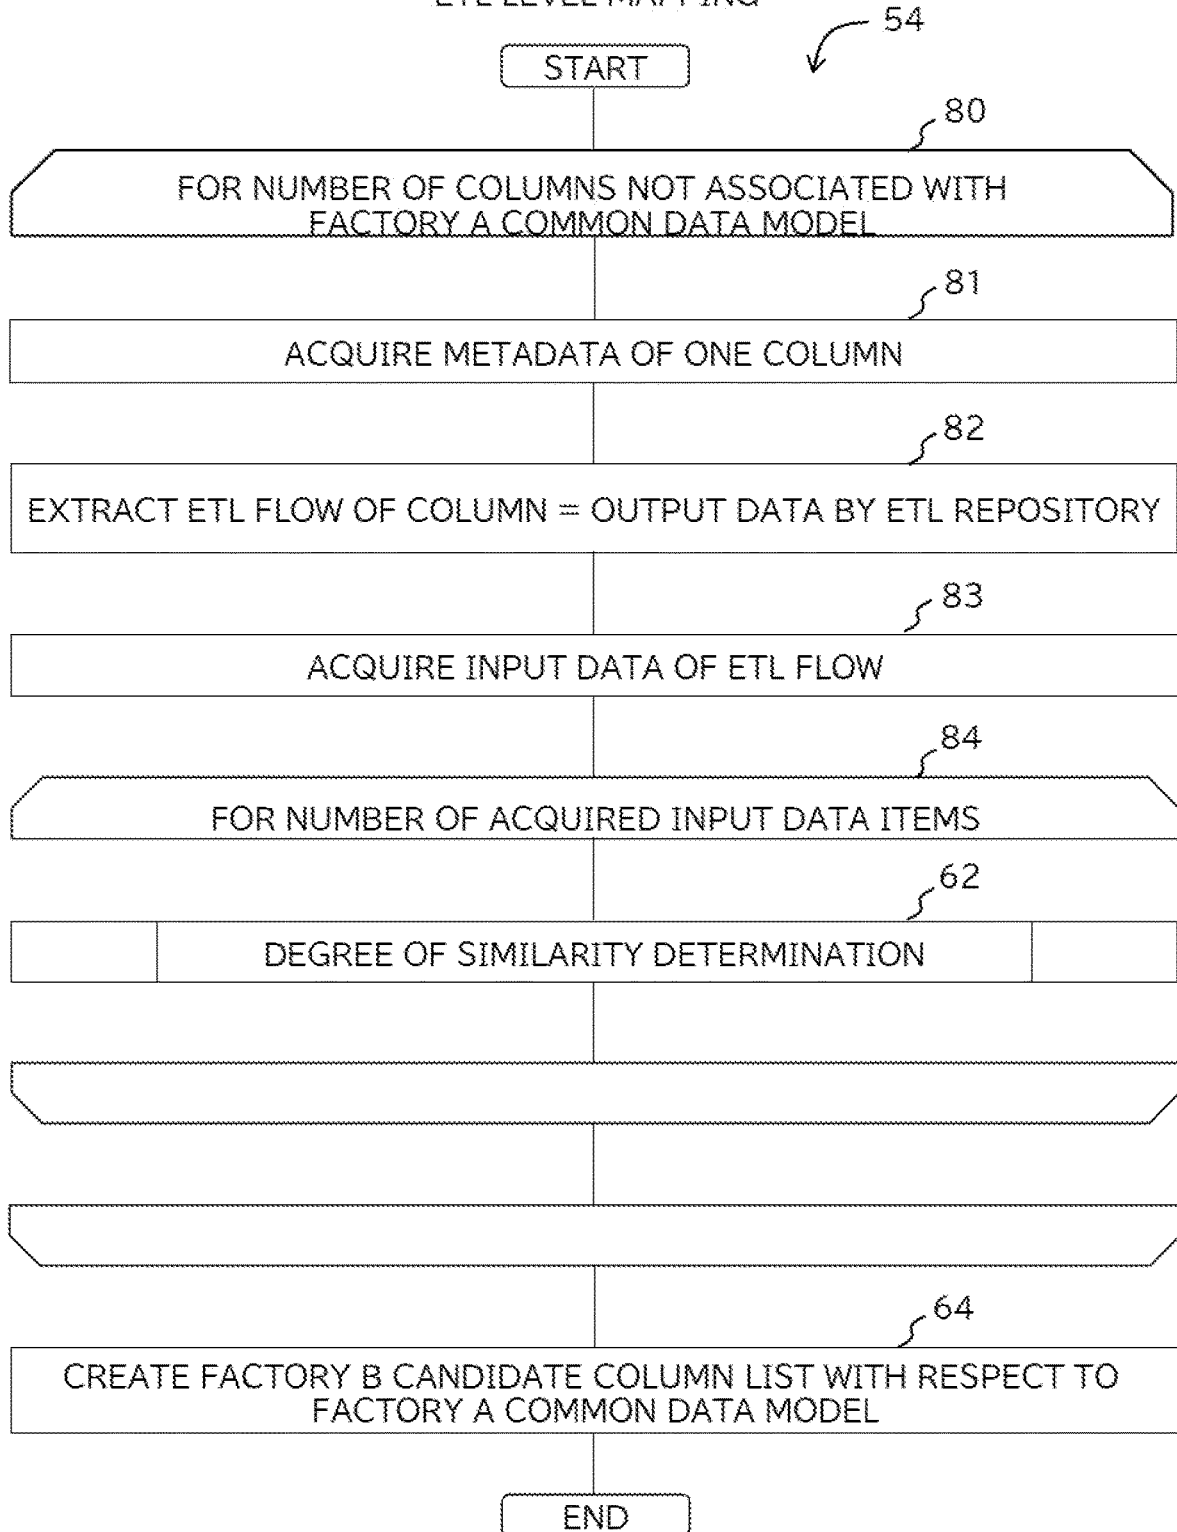 ETL LEVEL MAPPING
54
START
80
FOR NUMBER OF COLUMNS NOT ASSOCIATED WITH
FACTORY A COMMON DATA MODEL
81
ACQUIRE METADATA OF ONE COLUMN
82
EXTRACT ETL FLOW OF COLUMN = OUTPUT DATA BY ETL REPOSITORY
83
ACQUIRE INPUT DATA OF ETL FLOW
84
FOR NUMBER OF ACQUIRED INPUT DATA ITEMS
62
DEGREE OF SIMILARITY DETERMINATION
64
CREATE FACTORY B CANDIDATE COLUMN LIST WITH RESPECT TO
FACTORY A COMMON DATA MODEL
END